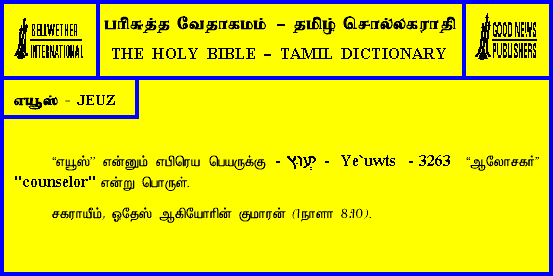 BELLWETHER
INTERNATIONAL
பரிசுத்த வேதாகமம் – தமிழ் சொல்லகராதி
THE HOLY BIBLE – TAMIL DICTIONARY
GOOD NEWS
PUBLISHERS
எயூஸ் - JEUZ
“எயூஸ்” என்னும் எபிரெய பெயருக்கு - יְעוּץ - Ye`uwts - 3263 “ஆலோசகர்”
"counselor" என்று பொருள்.
சகராயீம், ஒதேஸ் ஆகியோரின் குமாரன் (1நாளா 8:10).